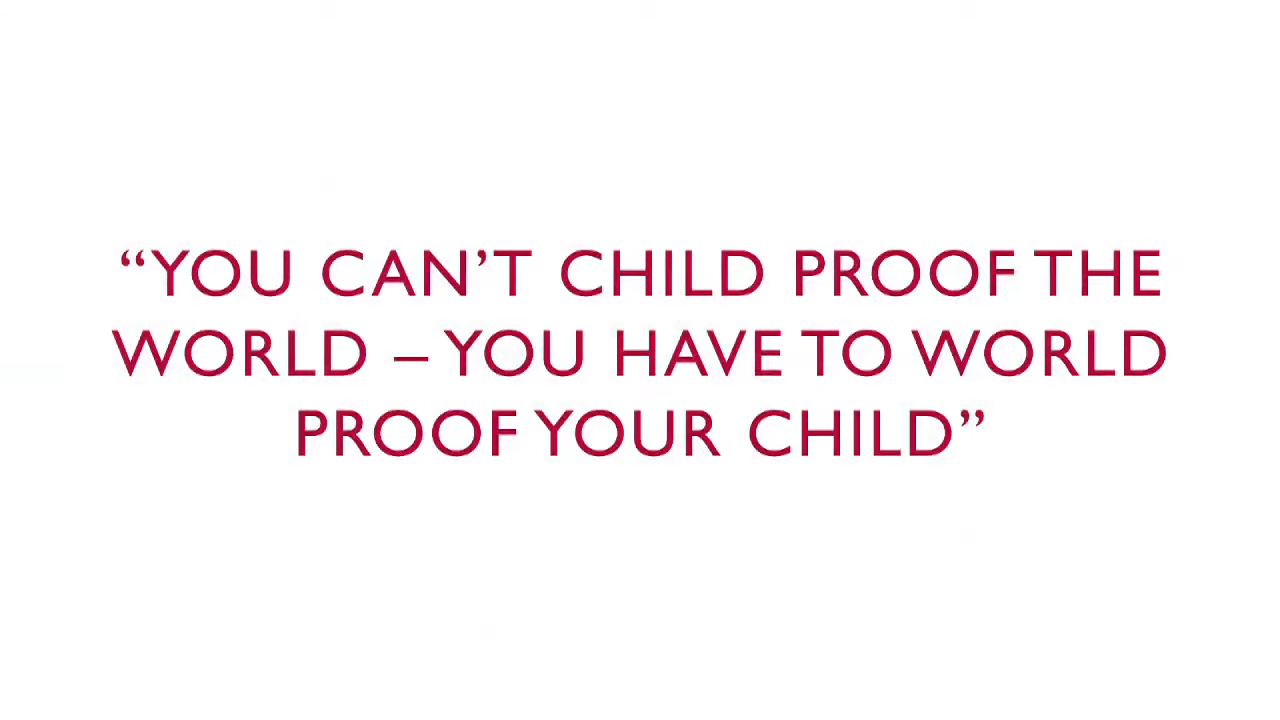 “YOU CAN’T CHILD PROOF THE
WORLD – YOU HAVE TO WORLD
PROOF YOUR CHILD”